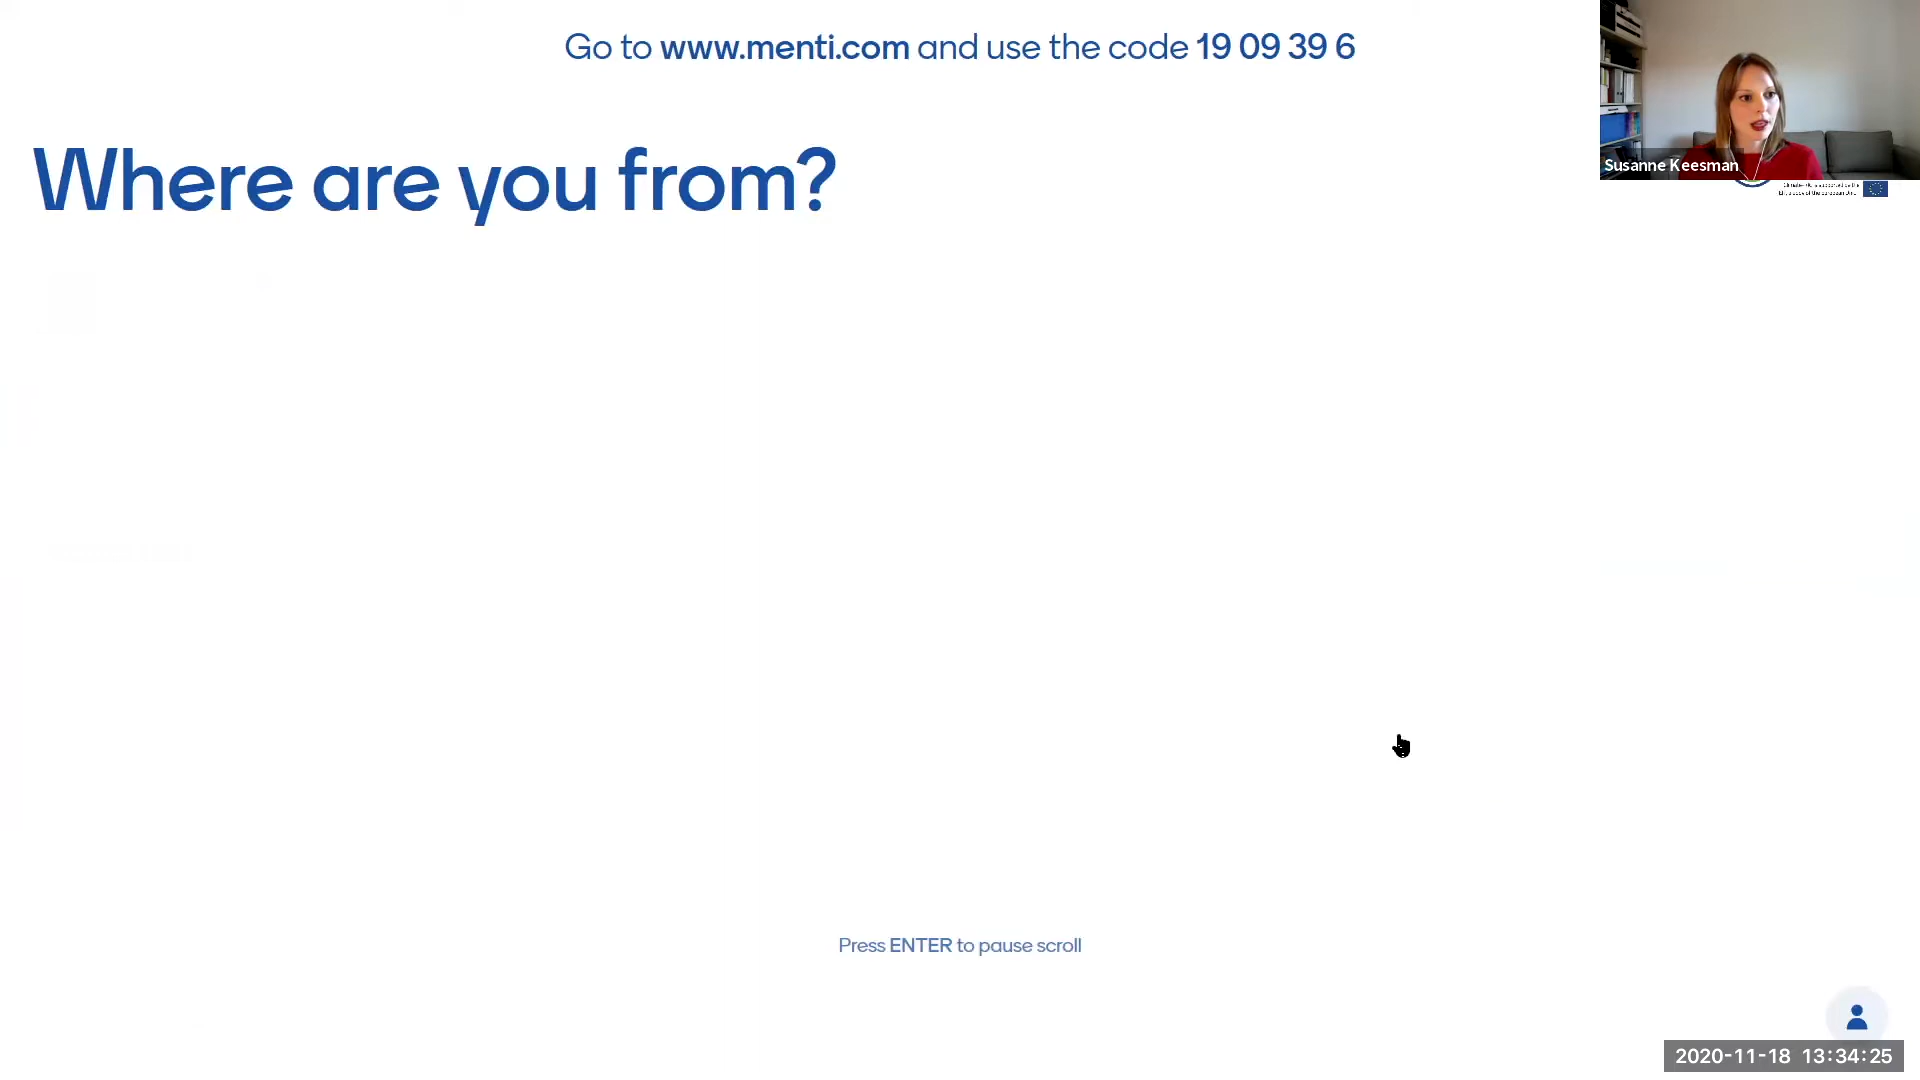 Go to www.menti.com and use the code 19 09 39 6
Where are you from?
Susanne Keesman
Press ENTER to pause scroll
2020-11-18 13:34:25